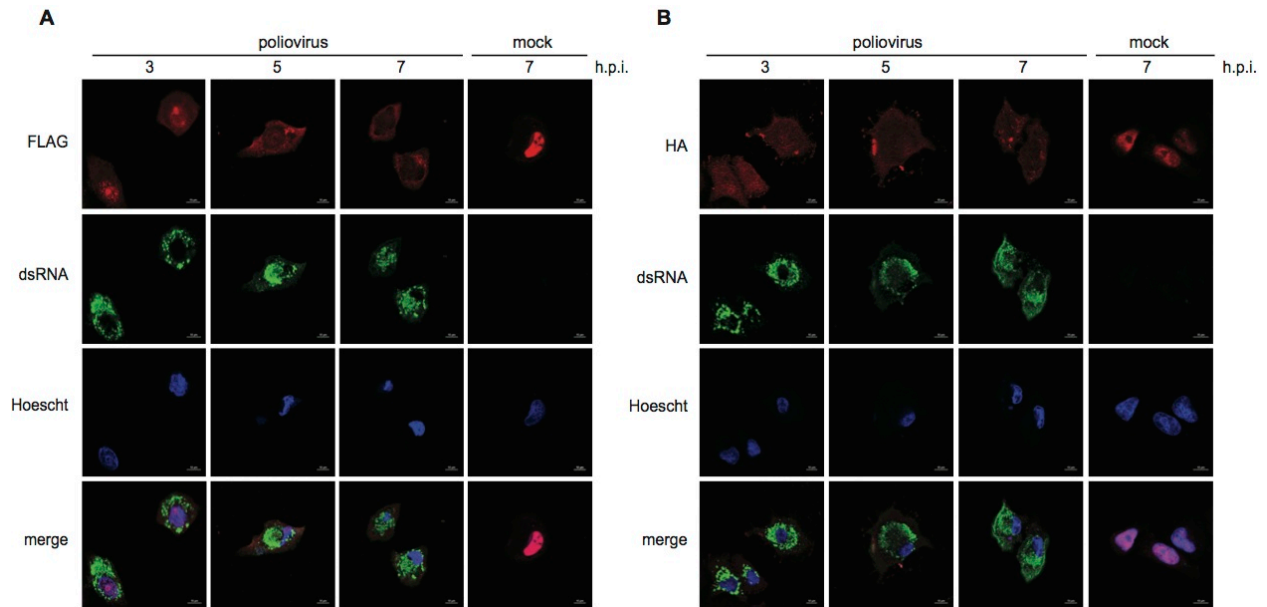 A
poliovirus mock
3 5 7 7 h.p.i.
FLAG
dsRNA
Hoescht
merge
B
poliovirus mock
3 5 7 7 h.p.i.
HA
dsRNA
Hoescht
merge